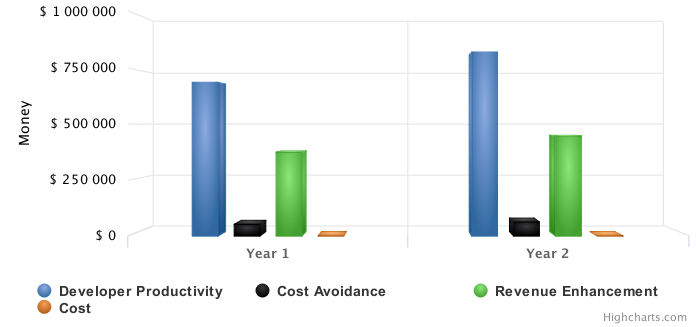 $ 1 000 000
$ 750 000
$ 500 000
$ 250 000
$ 0
Money
Year 1
Year 2
Developer Productivity
Cost Avoidance
Revenue Enhancement
Cost
Highcharts.com